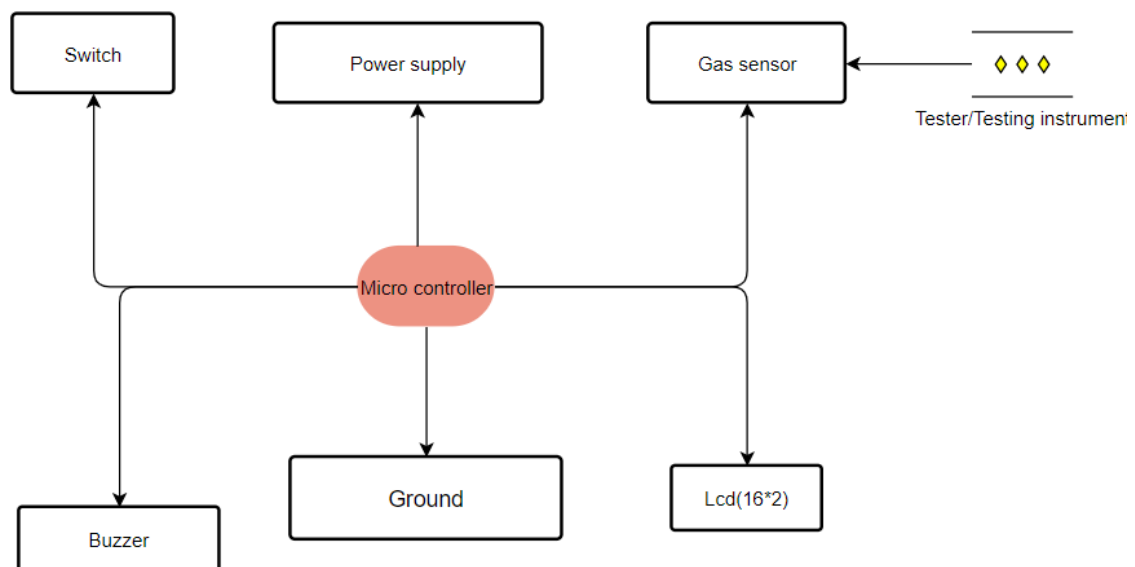 Switch
Power supply
Gas sensor
Tester/Testing instrument
Micro controller
Ground
Lcd(16*2)
Buzzer